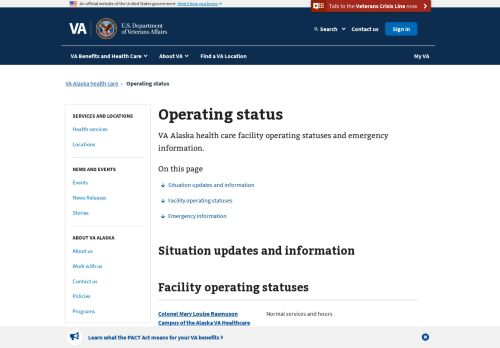 An official website of the United States government Here's how you know
Talk to the Veterans Crisis Line now
VA
U.S. Department
of Veterans Affairs
Search
Contact us
Sign in
VA Benefits and Health Care
About VA
Find a VA Location
My VA
VA Alaska health care
Operating status
SERVICES AND LOCATIONS
Health services
Locations
NEWS AND EVENTS
Events
News Releases
Stories
ABOUT VA ALASKA
About us
Work with us
Contact us
Policies
Programs
Operating status
VA Alaska health care facility operating statuses and emergency
information.
On this page
Situation updates and information
Facility operating statuses
Emergency information
Situation updates and information
Facility operating statuses
Colonel Mary Louise Rasmuson
Campus of the Alaska VA Healthcare
Normal services and hours
Learn what the PACT Act means for your VA benefits